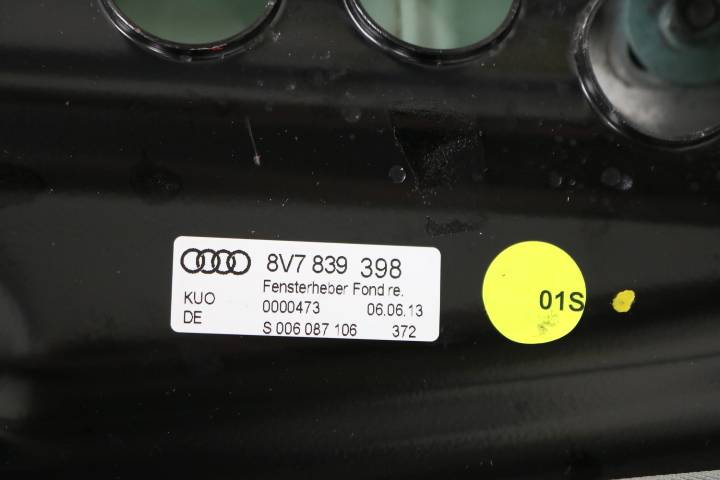 8V7 839 398
Fensterheber Fond re.
KUO 0000473 06.06.13
DE S 006 087 106 372
01S